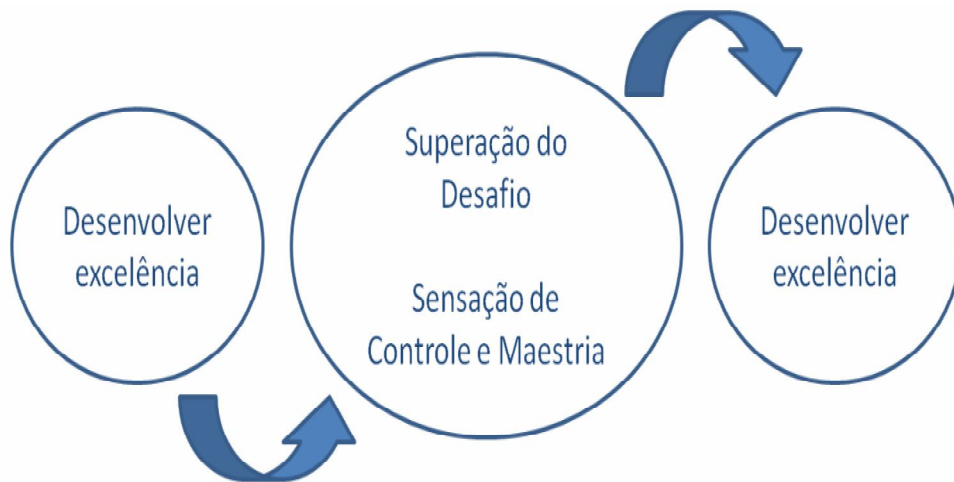 Desenvolver
excelência
Superação do
Desafio
Sensação de
Controle e Maestria
Desenvolver
excelência